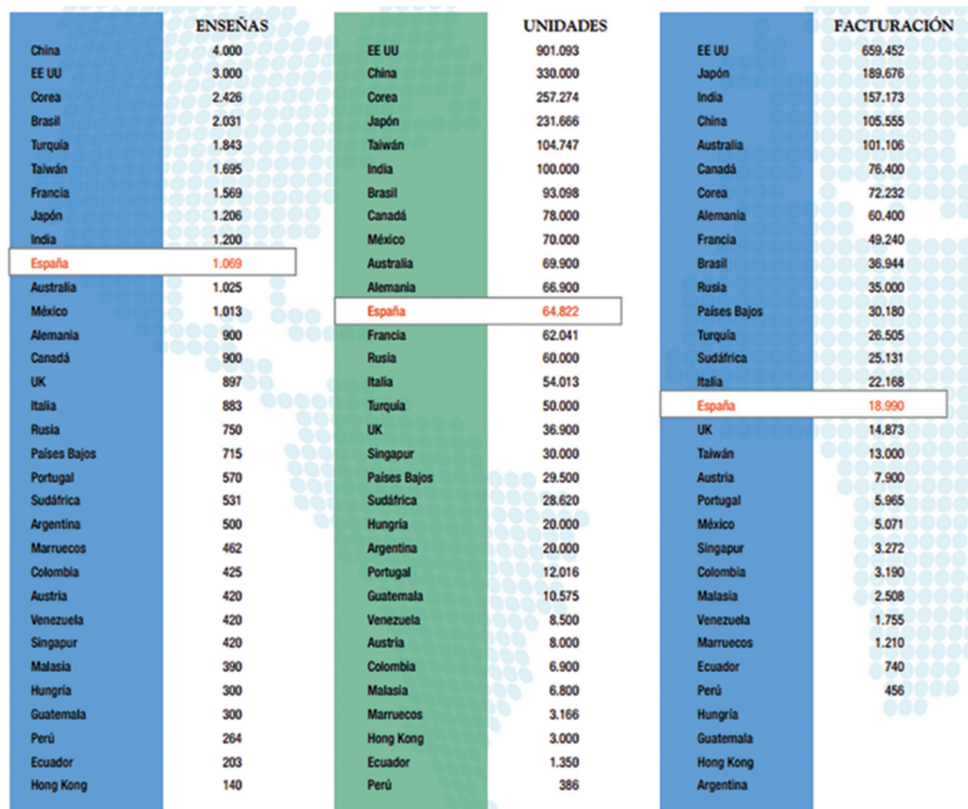 ENSEÑAS
China 4.000
EE UU 3.000
Corea 2.426
Brasil 2.031
Turquía 1.843
Taiwán 1.695
Francia 1.569
Japón 1.206
India 1.200
España 1.069
Australia 1.025
México 1.013
Alemania 900
Canadá 900
UK 897
Italia 883
Rusia 750
Países Bajos 715
Portugal 570
Sudáfrica 531
Argentina 500
Marruecos 462
Colombia 425
Austria 420
Venezuela 420
Singapur 420
Malasia 390
Hungría 300
Guatemala 300
Perú 264
Ecuador 203
Hong Kong 140
UNIDADES
EE UU 901.093
China 330.000
Corea 257.274
Japón 231.666
Taiwán 104.747
India 100.000
Brasil 93.098
Canadá 78.000
México 70.000
Australia 69.900
Alemania 66.900
España 64.822
Francia 62.041
Rusia 60.000
Italia 54.013
Turquía 50.000
UK 36.900
Singapur 30.000
Países Bajos 29.500
Sudáfrica 28.620
Hungría 20.000
Argentina 20.000
Portugal 12.016
Guatemala 10.575
Venezuela 8.500
Austria 8.000
Colombia 6.900
Malasia 6.800
Marruecos 3.166
Hong Kong 3.000
Ecuador 1.350
Perú 386
FACTURACIÓN
EE UU 659.452
Japón 189.676
India 157.173
China 105.555
Australia 101.106
Canadá 76.400
Corea 72.232
Alemania 60.400
Francia 49.240
Brasil 36.944
Rusia 35.000
Países Bajos 30.180
Turquía 26.505
Sudáfrica 25.131
Italia 22.168
España 18.990
UK 14.873
Taiwán 13.000
Austria 7.900
Portugal 5.965
México 5.071
Singapur 3.272
Colombia 3.190
Malasia 2.508
Venezuela 1.755
Marruecos 1.210
Ecuador 740
Perú 456
Hungría
Guatemala
Hong Kong
Argentina